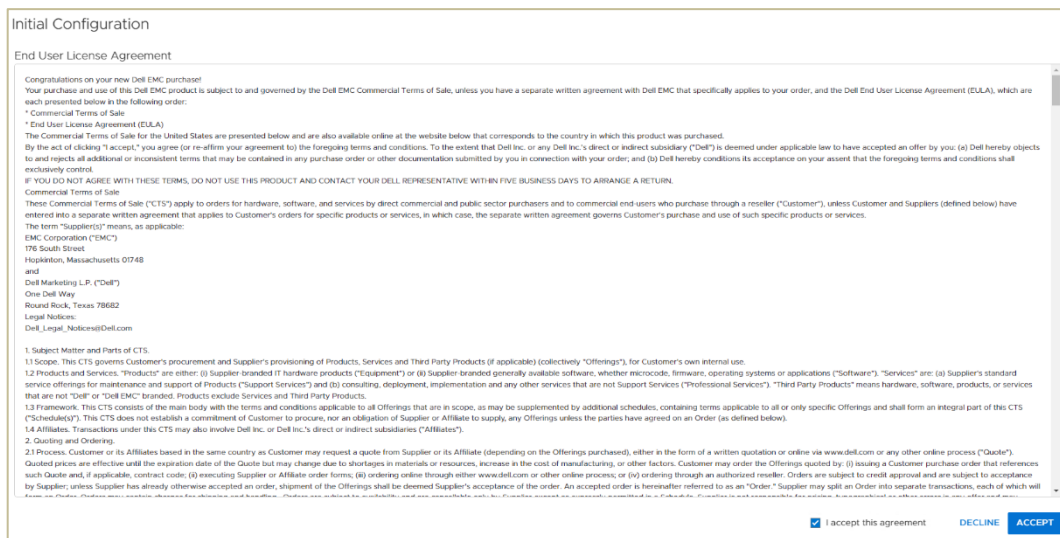 Initial Configuration
End User License Agreement
Congratulations on your new Dell EMC purchase!
Your purchase and use of this Dell EMC product is subject to and governed by the Dell EMC Commercial Terms of Sale, unless you have a separate written agreement with Dell EMC that specifically applies to your order, and the Dell End User License Agreement (EULA), which are
each presented below in the following order:
* Commercial Terms of Sale
* End User License Agreement (EULA)
The Commercial Terms of Sale for the United States are presented below and are also available online at the website below that corresponds to the country in which this product was purchased.
By the act of clicking "I accept," you agree (or re-affirm your agreement to) the foregoing terms and conditions. To the extent that Dell Inc. or any Dell Inc.'s direct or indirect subsidiary ("Dell") is deemed under applicable law to have accepted an offer by you: (a) Dell hereby objects
to and rejects all additional or inconsistent terms that may be contained in any purchase order or other documentation submitted by you in connection with your order; and (b) Dell hereby conditions its acceptance on your assent that the foregoing terms and conditions shall
exclusively control.
IF YOU DO NOT AGREE WITH THESE TERMS, DO NOT USE THIS PRODUCT AND CONTACT YOUR DELL REPRESENTATIVE WITHIN FIVE BUSINESS DAYS TO ARRANGE A RETURN.
Commercial Terms of Sale
These Commercial Terms of Sale ("CTS") apply to orders for hardware, software, and services by direct commercial and public sector purchasers and to commercial end-users who purchase through a reseller ("Customer"), unless Customer and Suppliers (defined below) have
entered into a separate written agreement that applies to Customer's orders for specific products or services, in which case, the separate written agreement governs Customer's purchase and use of such specific products or services.
The term "Supplier(s)" means, as applicable:
EMC Corporation ("EMC")
176 South Street
Hopkinton, Massachusetts 01748
and
Dell Marketing L.P. ("Dell")
One Dell Way
Round Rock, Texas 78682
Legal Notices:
Dell_Legal_Notices@Dell.com
1. Subject Matter and Parts of CTS.
1.1 Scope. This CTS governs Customer's procurement and Supplier's provisioning of Products, Services and Third Party Products (if applicable) (collectively "Offerings"), for Customer's own internal use.
1.2 Products and Services. "Products" are either: (i) Supplier-branded IT hardware products ("Equipment") or (ii) Supplier-branded generally available software, whether microcode, firmware, operating systems or applications ("Software"). "Services" are: (a) Supplier's standard
service offerings for maintenance and support of Products ("Support Services") and (b) consulting, deployment, implementation and any other services that are not Support Services ("Professional Services"). "Third Party Products" means hardware, software, products, or services
that are not "Dell" or "Dell EMC" branded. Products exclude Services and Third Party Products.
1.3 Framework. This CTS consists of the main body with the terms and conditions applicable to all Offerings that are in scope, as may be supplemented by additional schedules, containing terms applicable to all or only specific Offerings and shall form an integral part of this CTS
("Schedule(s)"). This CTS does not establish a commitment of Customer to procure, nor an obligation of Supplier or Affiliate to supply, any Offerings unless the parties have agreed on an Order (as defined below).
1.4 Affiliates. Transactions under this CTS may also involve Dell Inc. or Dell Inc.'s direct or indirect subsidiaries ("Affiliates").
2. Quoting and Ordering.
2.1 Process. Customer or its Affiliates based in the same country as Customer may request a quote from Supplier or its Affiliate (depending on the Offerings purchased), either in the form of a written quotation or online via www.dell.com or any other online process ("Quote").
Quoted prices are effective until the expiration date of the Quote but may change due to shortages in materials or resources, increase in the cost of manufacturing, or other factors. Customer may order the Offerings quoted by: (i) issuing a Customer purchase order that references
such Quote and, if applicable, contract code; (ii) executing Supplier or Affiliate order forms; (iii) ordering online through either www.dell.com or other online process; or (iv) ordering through an authorized reseller. Orders are subject to credit approval and are subject to acceptance
by Supplier; unless Supplier has already otherwise accepted an order, shipment of the Offerings shall be deemed Supplier's acceptance of the order. An accepted order is hereinafter referred to as an "Order." Supplier may split an Order into separate transactions, each of which will
I accept this agreement
DECLINE
ACCEPT